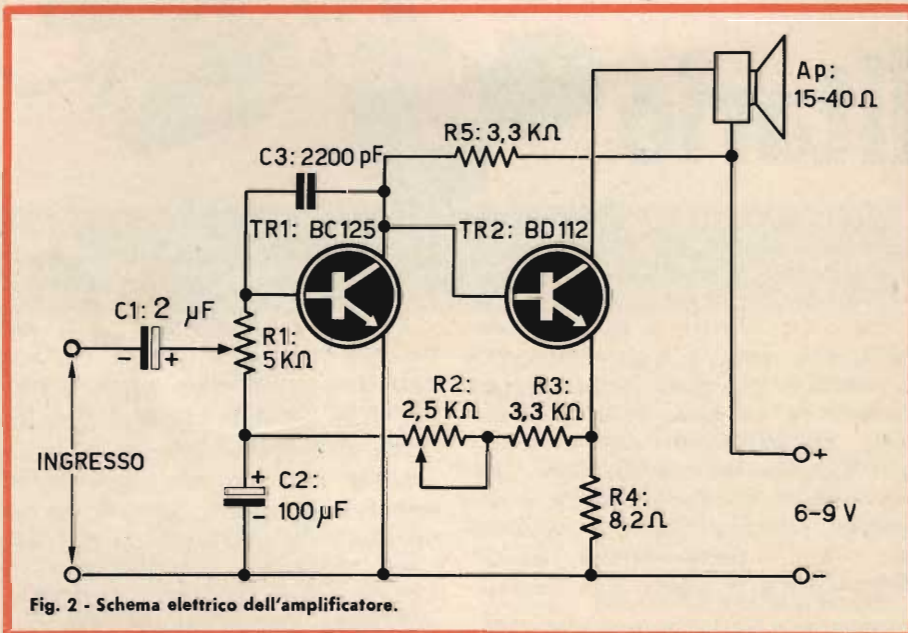 Ap:
15-40 Ω
R5: 3,3 KΩ
C3: 2200 pF
TR1: BC125
TR2: BD112
C1: 2 µF
- +
R1:
5 KΩ
R2:
2,5 KΩ
R3:
3,3 KΩ
INGRESSO
+
-
C2:
100 µF
R4:
8,2 Ω
+
6-9 V
-
Fig. 2 - Schema elettrico dell'amplificatore.